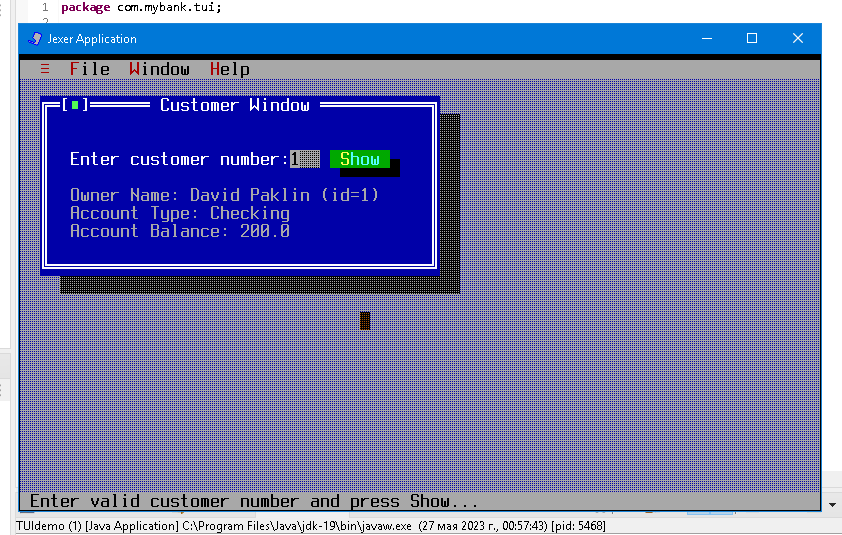 1 package com.mybank.tui;
2
Jexer Application
≡ File Window Help
Customer Window
Enter customer number:1 Show
Owner Name: David Paklin (id=1)
Account Type: Checking
Account Balance: 200.0
Enter valid customer number and press Show...
TUIdemo (1) [Java Application] C:\Program Files\Java\jdk-19\bin\javaw.exe (27 мая 2023 г., 00:57:43) [pid: 5468]